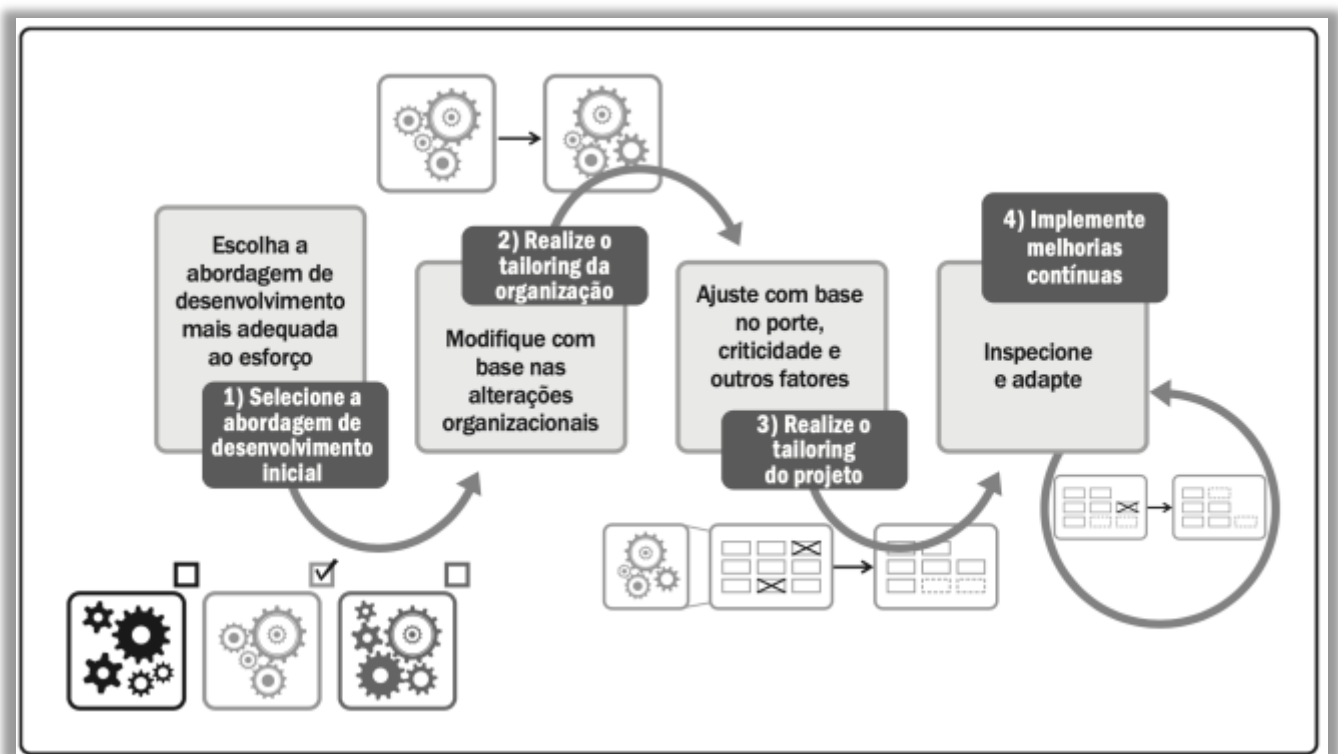 Escolha a
abordagem de
desenvolvimento
mais adequada
ao esforço
1) Selecione a
abordagem de
desenvolvimento
inicial
2) Realize o
tailoring da
organização
Modifique com
base nas
alterações
organizacionais
Ajuste com base
no porte,
criticidade e
outros fatores
3) Realize o
tailoring
do projeto
4) Implemente
melhorias
contínuas
Inspecione
e adapte